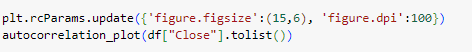 plt.rcParams.update({'figure.figsize':(15,6), 'figure.dpi':100})
autocorrelation_plot(df["Close"].tolist())